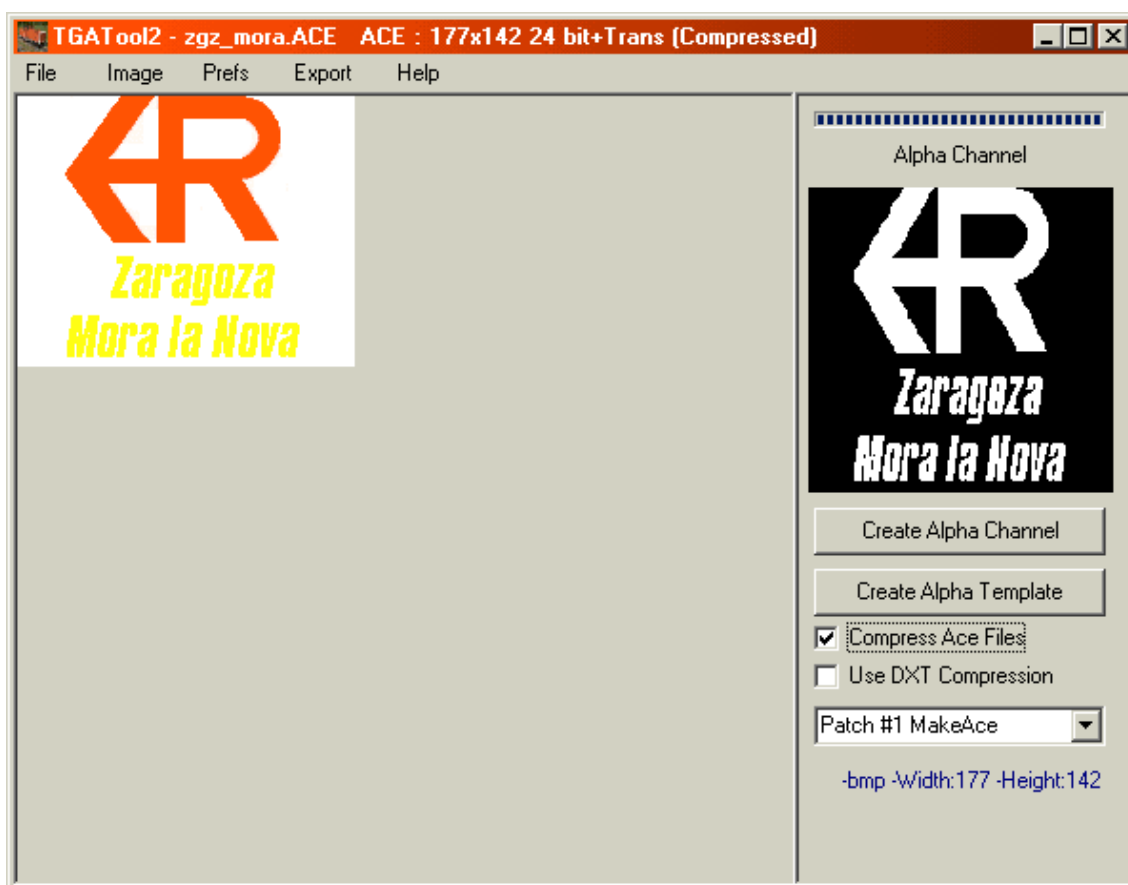 TGATool2 - zgz_mora.ACE ACE : 177x142 24 bit+Trans (Compressed)
File Image Prefs Export Help
R
Zaragoza
Mora la Nova
Alpha Channel
R
Zaragoza
Mora la Nova
Create Alpha Channel
Create Alpha Template
Compress Ace Files
Use DXT Compression
Patch #1 MakeAce
-bmp -Width:177 -Height:142